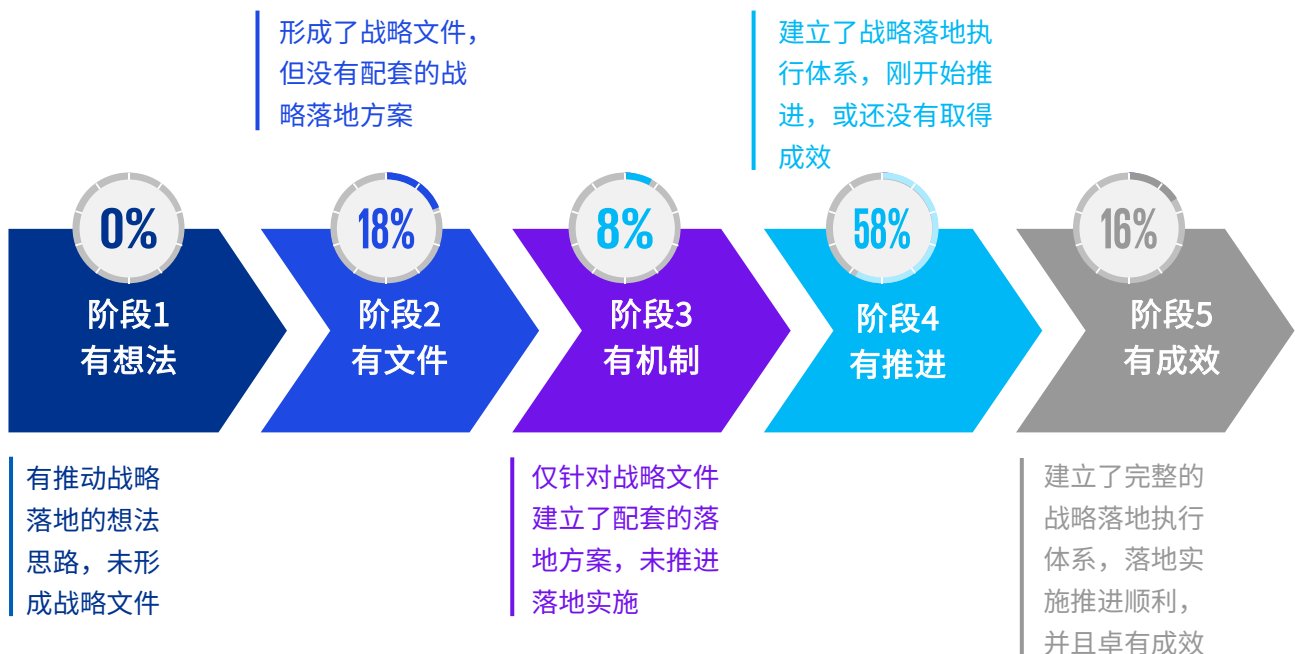 形成了战略文件，
但没有配套的战
略落地方案
建立了战略落地执
行体系，刚开始推
进，或还没有取得
成效
0%
18%
8%
58%
16%
阶段1
有想法
阶段2
有文件
阶段3
有机制
阶段4
有推进
阶段5
有成效
有推动战略
落地的想法
思路，未形
成战略文件
仅针对战略文件
建立了配套的落
地方案，未推进
落地实施
建立了完整的
战略落地执行
体系，落地实
施推进顺利，
并且卓有成效